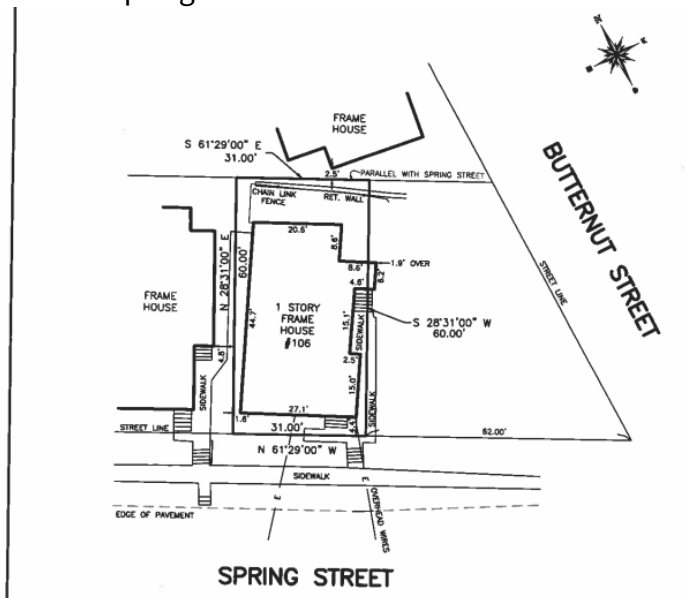 FRAME
HOUSE
S 61°29'00" E
31.00'
2.5'
PARALLEL WITH SPRING STREET
CHAIN LINK
FENCE
RET. WALL
BUTTERNUT STREET
STREET LINE
20.6'
8.6'
8.6'
1.9' OVER
8.2'
4.6'
N 28°31'00" E
60.00'
FRAME
HOUSE
1 STORY
FRAME
HOUSE
#106
44.7'
15.1'
SIDEWALK
S 28°31'00" W
60.00'
4.8'
2.5'
15.0'
SIDEWALK
SIDEWALK
27.1'
1.6'
31.00'
4.4'
STREET LINE
62.00'
N 61°29'00" W
SIDEWALK
E
E
OVERHEAD WIRES
EDGE OF PAVEMENT
SPRING STREET